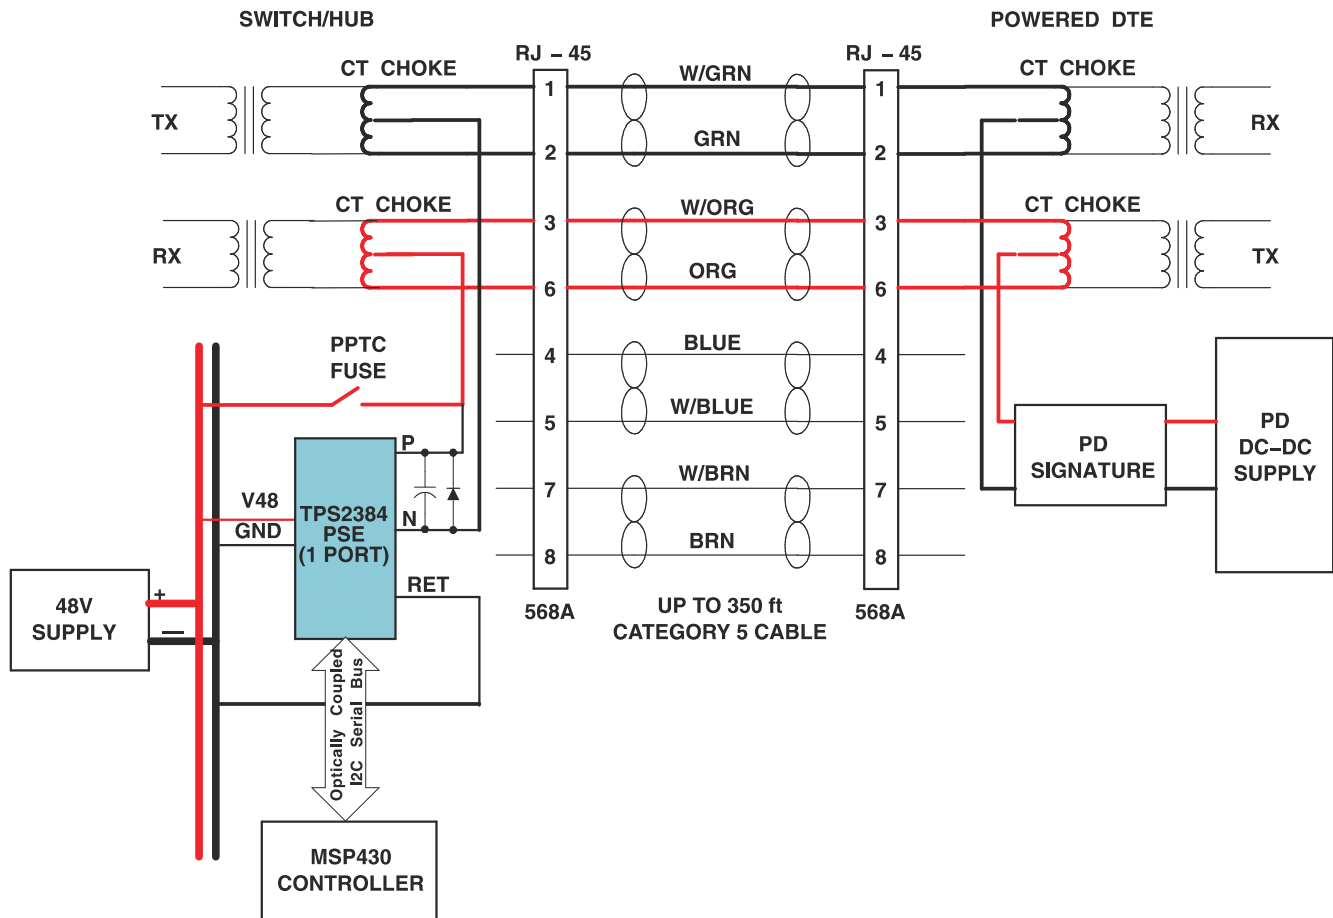 SWITCH/HUB
POWERED DTE
RJ – 45
RJ – 45
CT CHOKE
W/GRN
CT CHOKE
1
1
TX
RX
GRN
2
2
CT CHOKE
W/ORG
CT CHOKE
3
3
RX
ORG
TX
6
6
PPTC
FUSE
BLUE
4
4
W/BLUE
5
5
P
PD
SIGNATURE
PD
DC–DC
SUPPLY
W/BRN
7
7
V48
GND
TPS2384
PSE
(1 PORT)
N
BRN
8
8
RET
48V
SUPPLY
+
—
568A
UP TO 350 ft
CATEGORY 5 CABLE
568A
Optically Coupled
I2C Serial Bus
MSP430
CONTROLLER